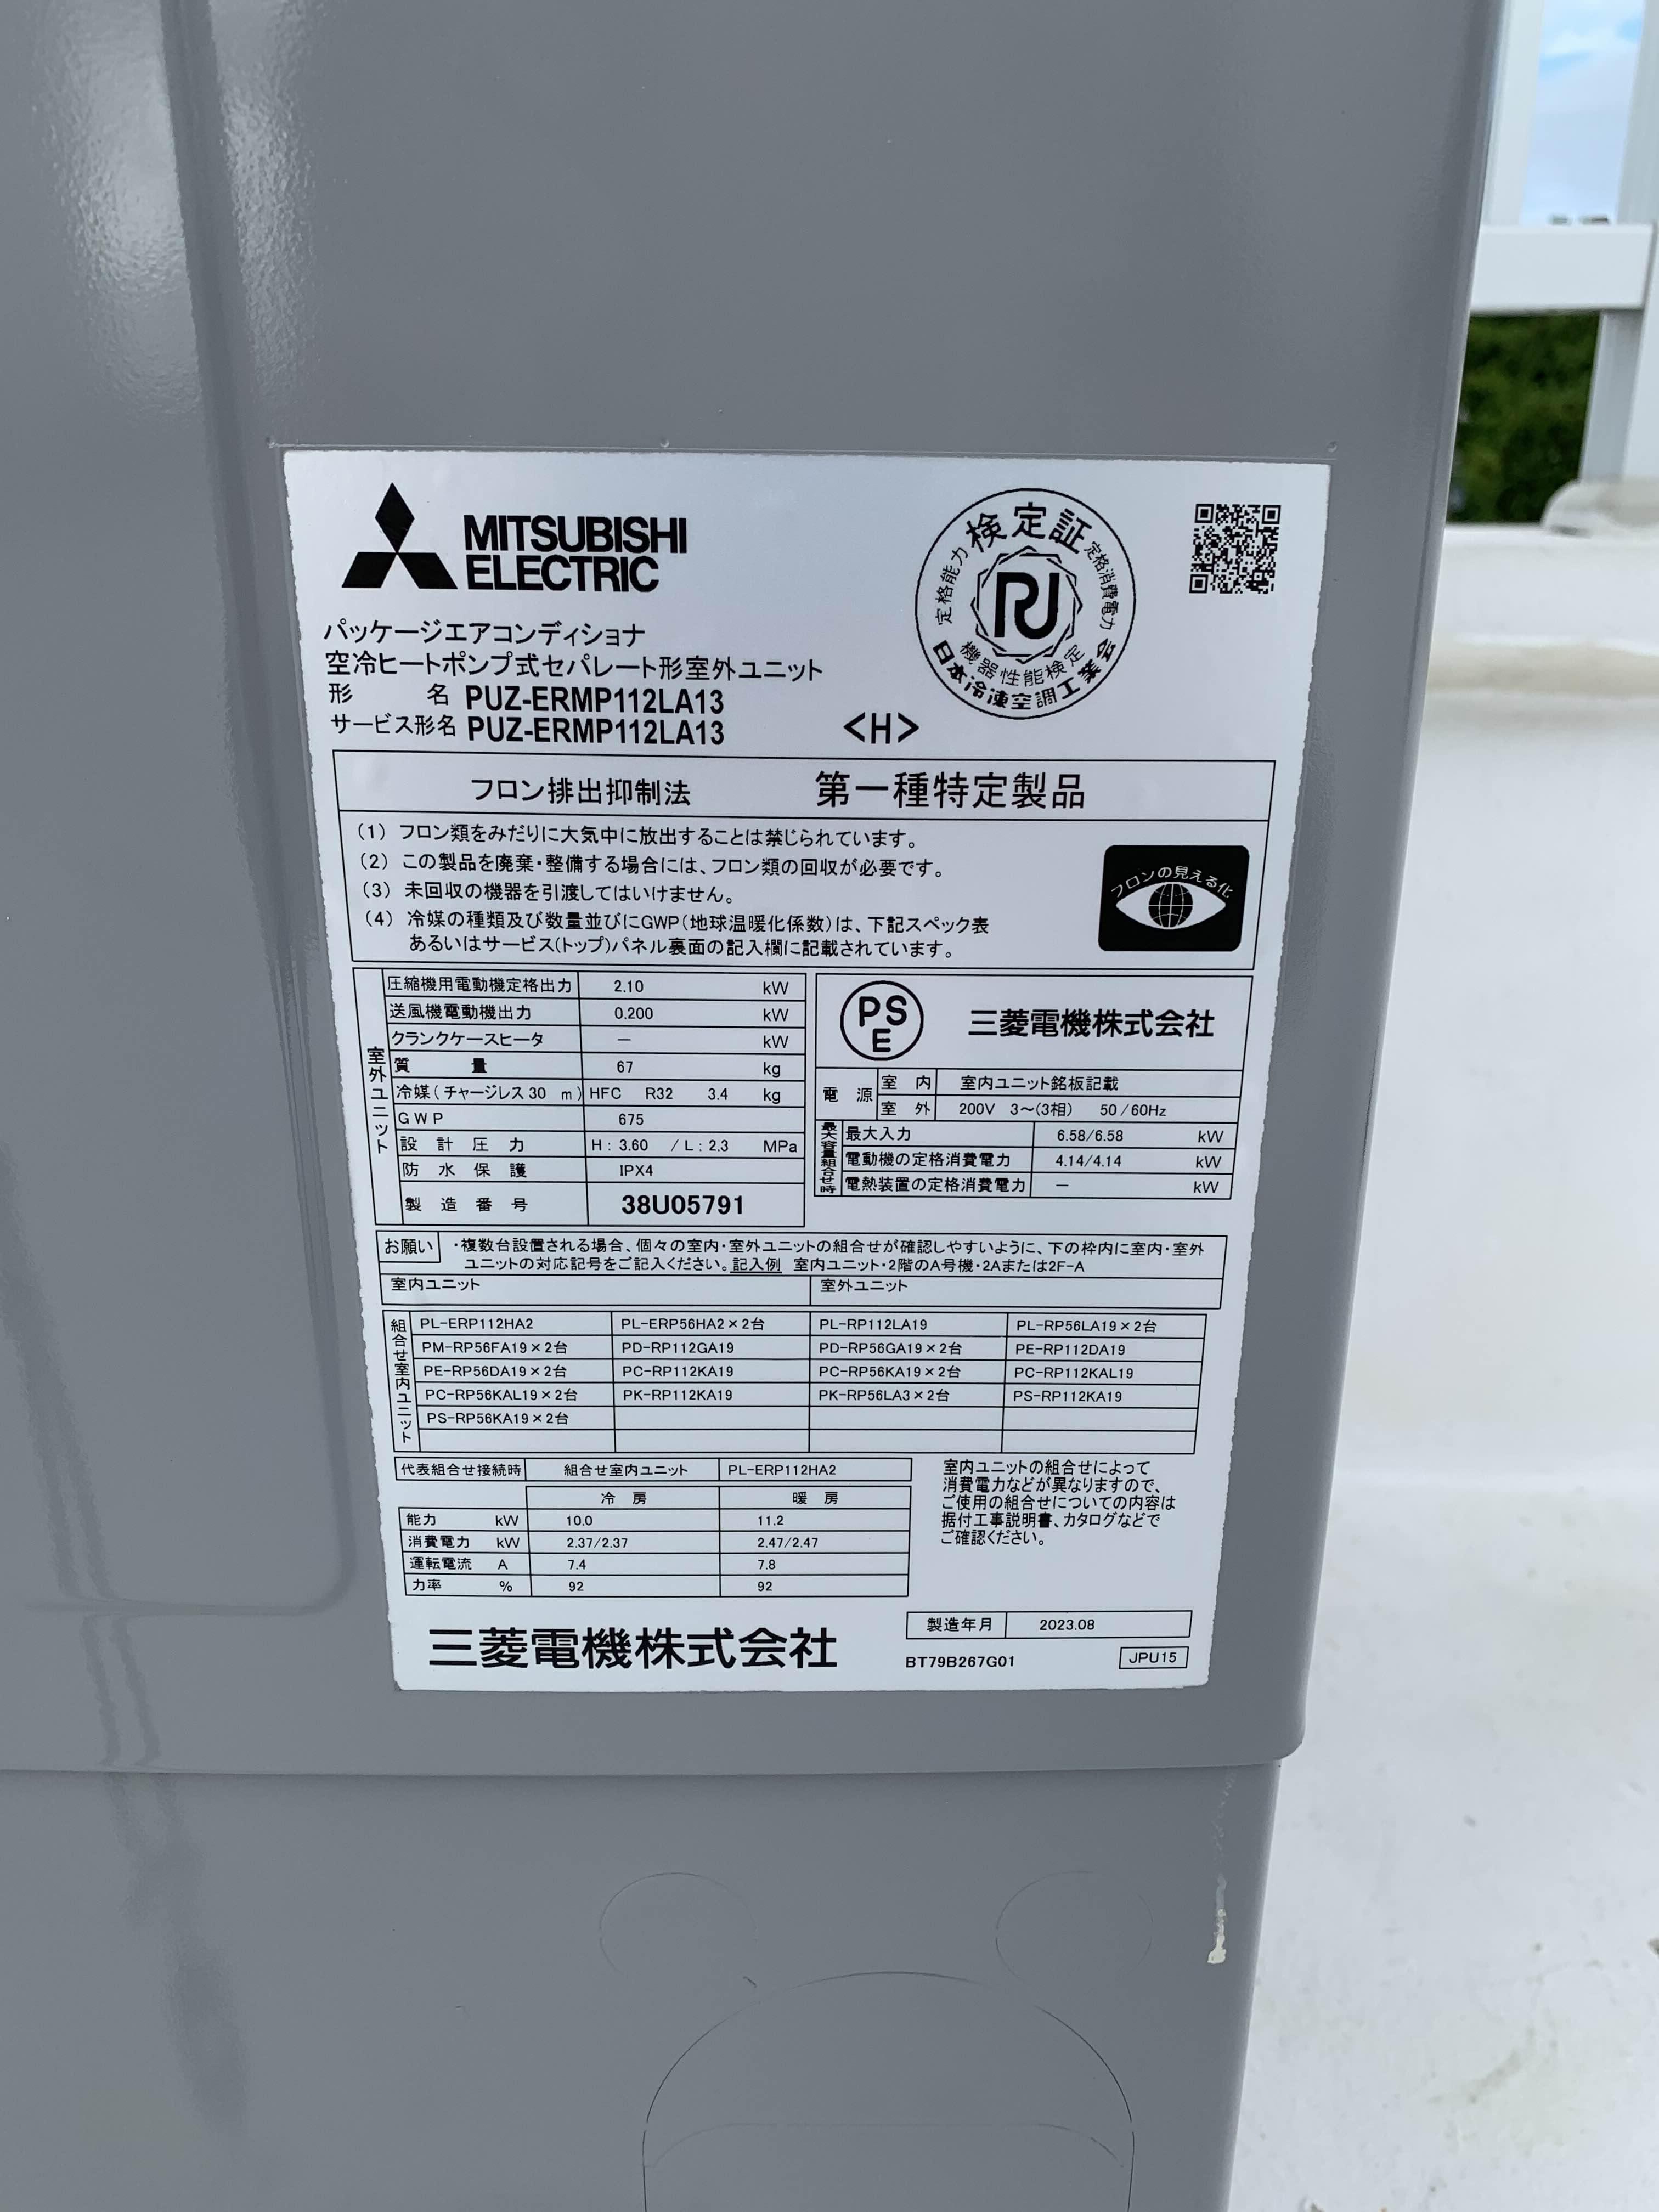 MITSUBISHI
ELECTRIC
検定証
定格能力
定格消費電力
機器性能検定
日本冷凍空調工業会
パッケージエアコンディショナ
空冷ヒートポンプ式セパレート形室外ユニット
形 名 PUZ-ERMP112LA13
サービス形名 PUZ-ERMP112LA13 <H>
フロン排出抑制法 第一種特定製品
(1) フロン類をみだりに大気中に放出することは禁じられています。
(2) この製品を廃棄・整備する場合には、フロン類の回収が必要です。
(3) 未回収の機器を引渡してはいけません。
(4) 冷媒の種類及び数量並びにGWP(地球温暖化係数)は、下記スペック表
あるいはサービス(トップ)パネル裏面の記入欄に記載されています。
フロンの見える化
室外ユニット
圧縮機用電動機定格出力 2.10 kW
送風機電動機出力 0.200 kW
クランクケースヒータ － kW
質 量 67 kg
冷媒(チャージレス30 m) HFC R32 3.4 kg
GWP 675
設計圧力 H:3.60 /L:2.3 MPa
防水保護 IPX4
製造番号 38U05791
PSE 三菱電機株式会社
電源 室内 室内ユニット銘板記載
室外 200V 3～(3相) 50/60Hz
最大容量組合せ時
最大入力 6.58/6.58 kW
電動機の定格消費電力 4.14/4.14 kW
電熱装置の定格消費電力 － kW
お願い ・複数台設置される場合、個々の室内・室外ユニットの組合せが確認しやすいように、下の枠内に室内・室外
ユニットの対応記号をご記入ください。記入例 室内ユニット・2階のA号機・2Aまたは2F-A
室内ユニット 室外ユニット
組合せ室内ユニット
PL-ERP112HA2 PL-ERP56HA2×2台 PL-RP112LA19 PL-RP56LA19×2台
PM-RP56FA19×2台 PD-RP112GA19 PD-RP56GA19×2台 PE-RP112DA19
PE-RP56DA19×2台 PC-RP112KA19 PC-RP56KA19×2台 PC-RP112KAL19
PC-RP56KAL19×2台 PK-RP112KA19 PK-RP56LA3×2台 PS-RP112KA19
PS-RP56KA19×2台
代表組合せ接続時 組合せ室内ユニット PL-ERP112HA2
冷 房 暖 房
能力 kW 10.0 11.2
消費電力 kW 2.37/2.37 2.47/2.47
運転電流 A 7.4 7.8
力率 % 92 92
室内ユニットの組合せによって
消費電力などが異なりますので、
ご使用の組合せについての内容は
据付工事説明書、カタログなどで
ご確認ください。
三菱電機株式会社
製造年月 2023.08
BT79B267G01 JPU15